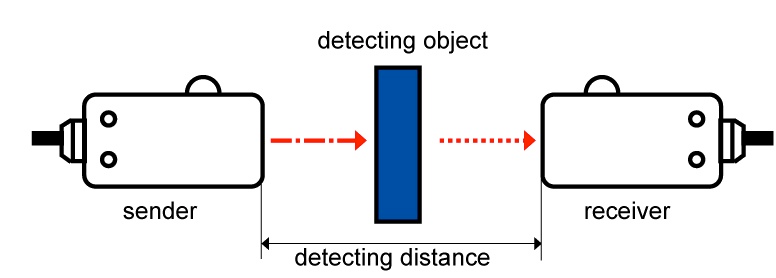 detecting object
sender
receiver
detecting distance